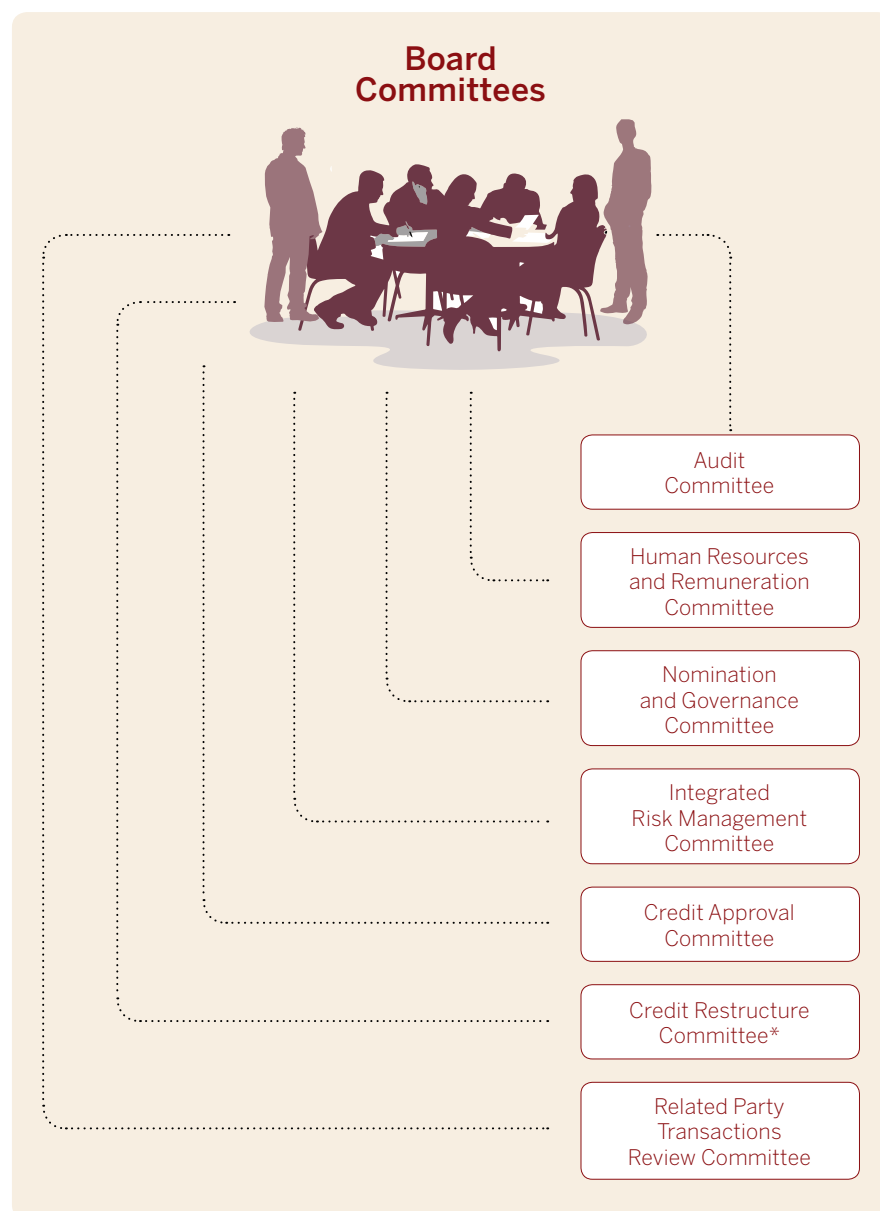 Board
Committees
Audit
Committee
Human Resources
and Remuneration
Committee
Nomination
and Governance
Committee
Integrated
Risk Management
Committee
Credit Approval
Committee
Credit Restructure
Committee*
Related Party
Transactions
Review Committee